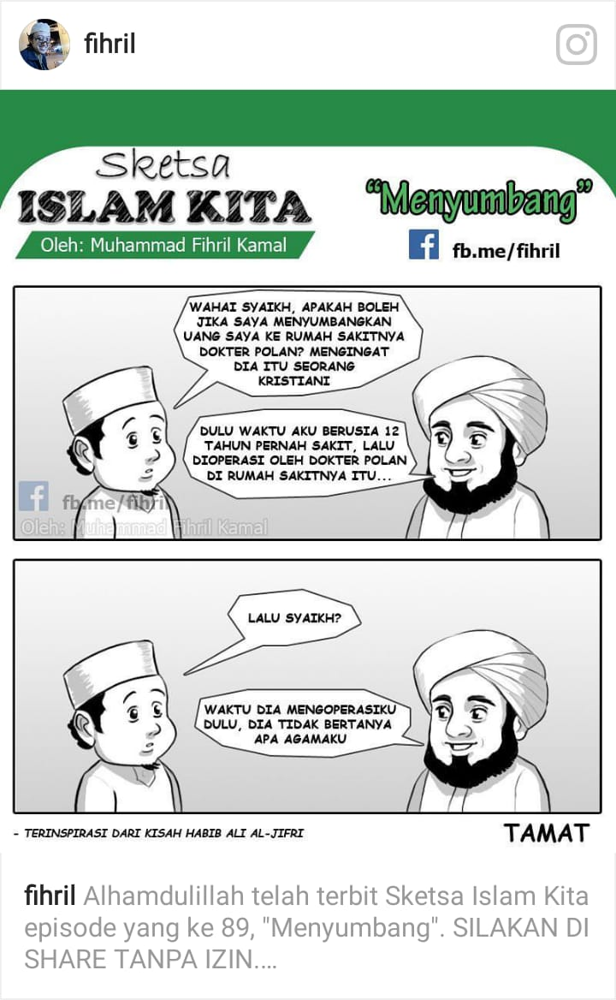 fihril
Sketsa
ISLAM KITA
Oleh: Muhammad Fihril Kamal
"Menyumbang"
fb.me/fihril
WAHAI SYAIKH, APAKAH BOLEH
JIKA SAYA MENYUMBANGKAN
UANG SAYA KE RUMAH SAKITNYA
DOKTER POLAN? MENGINGAT
DIA ITU SEORANG
KRISTIANI
DULU WAKTU AKU BERUSIA 12
TAHUN PERNAH SAKIT, LALU
DIOPERASI OLEH DOKTER POLAN
DI RUMAH SAKITNYA ITU...
fb.me/fihril
Oleh: Muhammad Fihril Kamal
LALU SYAIKH?
WAKTU DIA MENGOPERASIKU
DULU, DIA TIDAK BERTANYA
APA AGAMAKU
- TERINSPIRASI DARI KISAH HABIB ALI AL-JIFRI
TAMAT
fihril Alhamdulillah telah terbit Sketsa Islam Kita
episode yang ke 89, "Menyumbang". SILAKAN DI
SHARE TANPA IZIN....